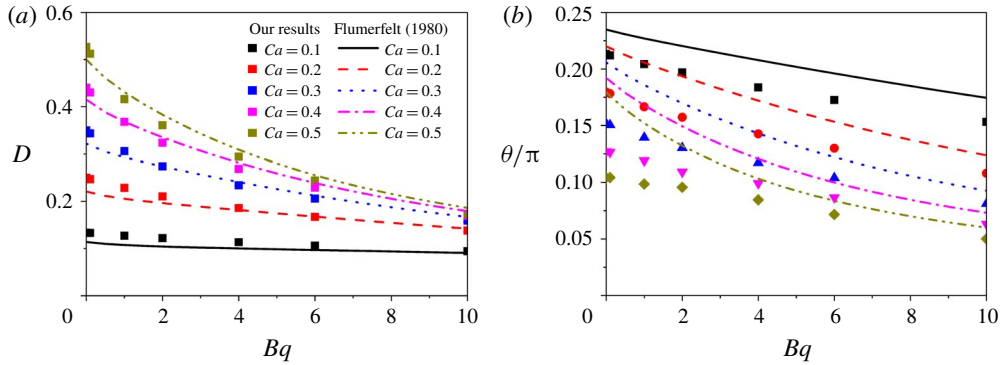 (a)
0.6
0.4
0.2
D
0
2
4
6
8
10
Bq
Our results Flumerfelt (1980)
Ca = 0.1 Ca = 0.1
Ca = 0.2 Ca = 0.2
Ca = 0.3 Ca = 0.3
Ca = 0.4 Ca = 0.4
Ca = 0.5 Ca = 0.5
(b)
0.25
0.20
0.15
0.10
0.05
θ/π
0
2
4
6
8
10
Bq